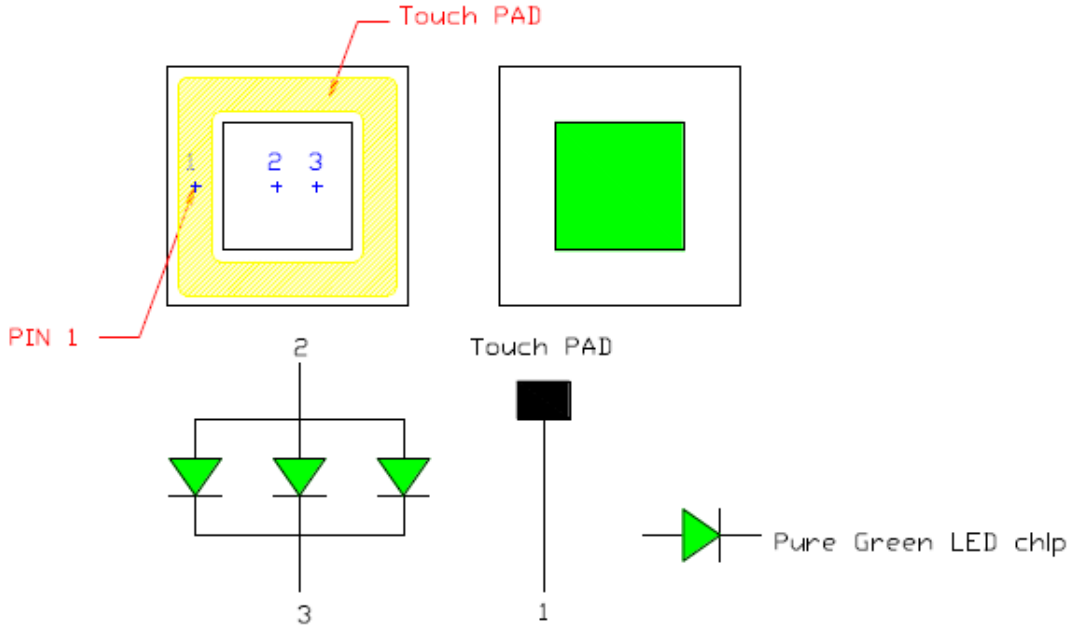 Touch PAD
1 2 3
PIN 1
2
Touch PAD
Pure Green LED chIp
3
1